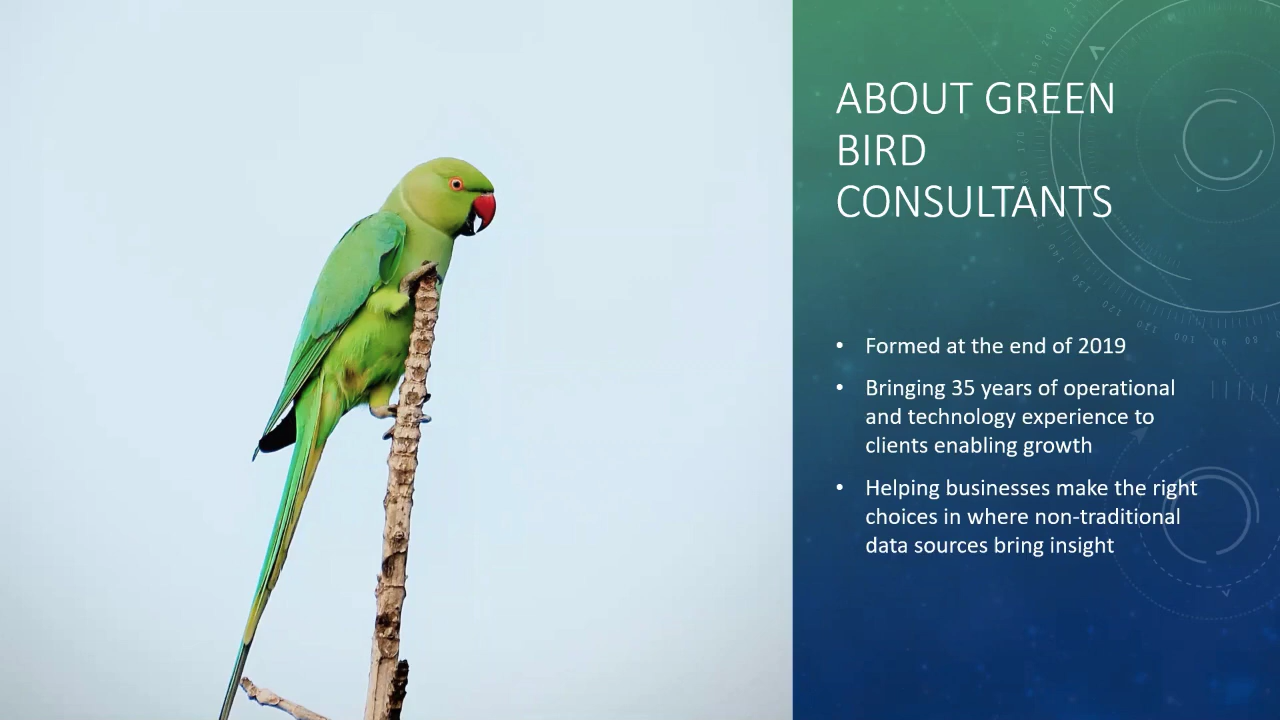 ABOUT GREEN
BIRD
CONSULTANTS
• Formed at the end of 2019
• Bringing 35 years of operational
and technology experience to
clients enabling growth
• Helping businesses make the right
choices in where non-traditional
data sources bring insight